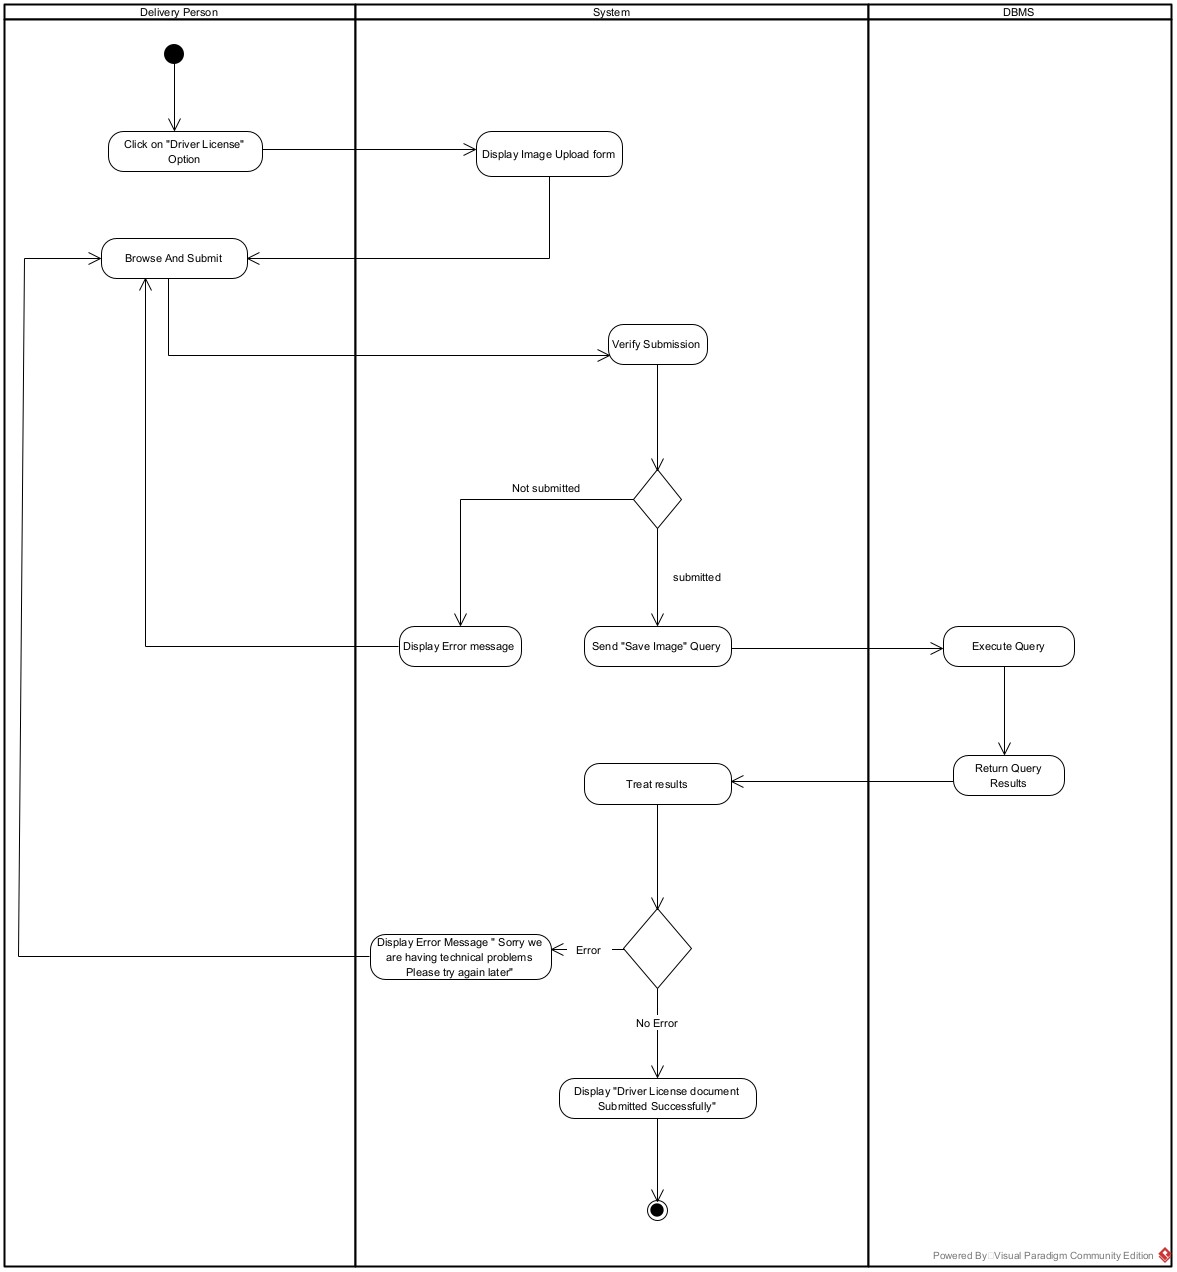 Delivery Person
System
DBMS
Click on "Driver License"
Option
Display Image Upload form
Browse And Submit
Verify Submission
Not submitted
submitted
Display Error message
Send "Save Image" Query
Execute Query
Return Query
Results
Treat results
Display Error Message " Sorry we
are having technical problems
Please try again later"
Error
No Error
Display "Driver License document
Submitted Successfully"
Powered By Visual Paradigm Community Edition